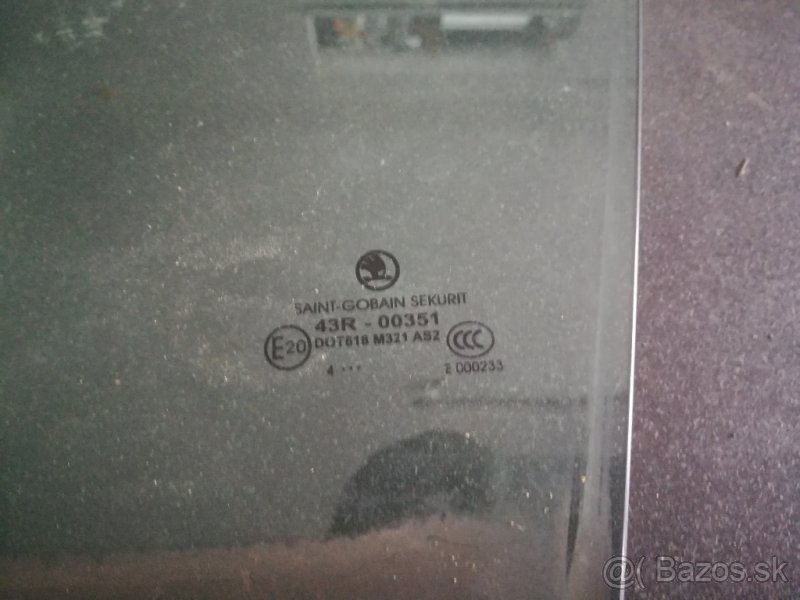 SAINT-GOBAIN SEKURIT
43R - 00351
E20 DOT618 M321 AS2 CCC
4 ··· 2 000233
@( Bazos.sk